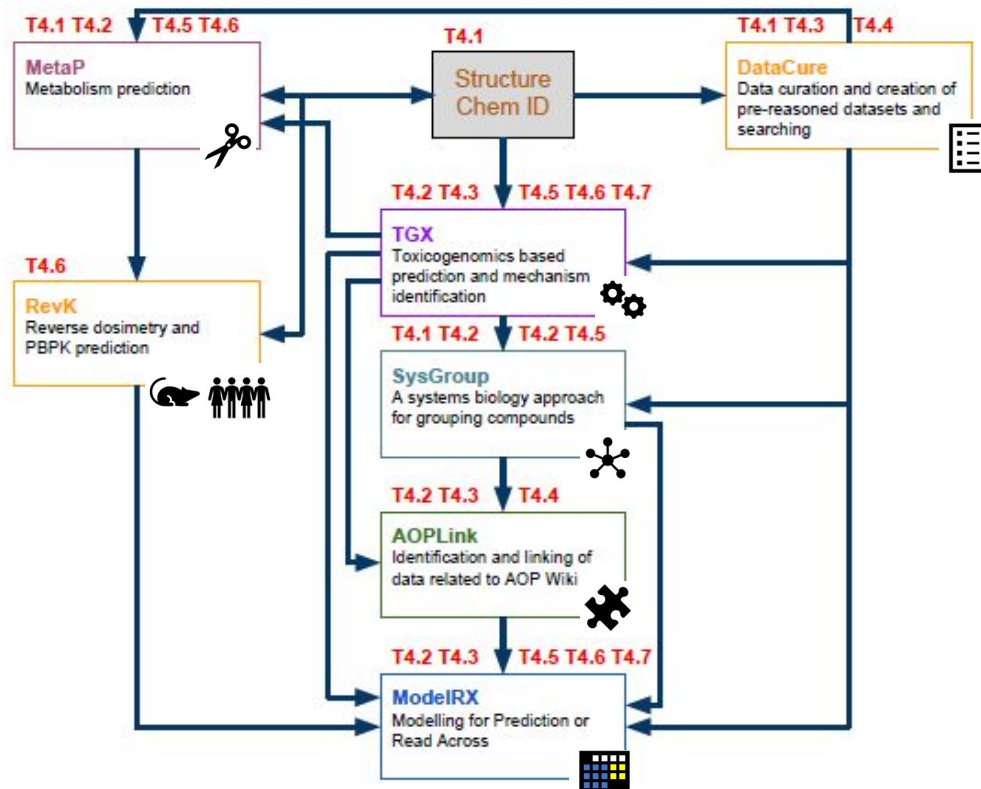 T4.1 T4.2 T4.5 T4.6
MetaP
Metabolism prediction
T4.1
Structure
Chem ID
T4.1 T4.3 T4.4
DataCure
Data curation and creation of
pre-reasoned datasets and
searching
T4.2 T4.3 T4.5 T4.6 T4.7
TGX
Toxicogenomics based
prediction and mechanism
identification
T4.6
RevK
Reverse dosimetry and
PBPK prediction
T4.1 T4.2 T4.2 T4.5
SysGroup
A systems biology approach
for grouping compounds
T4.2 T4.3 T4.4
AOPLink
Identification and linking of
data related to AOP Wiki
T4.2 T4.3 T4.5 T4.6 T4.7
ModelRX
Modelling for Prediction or
Read Across